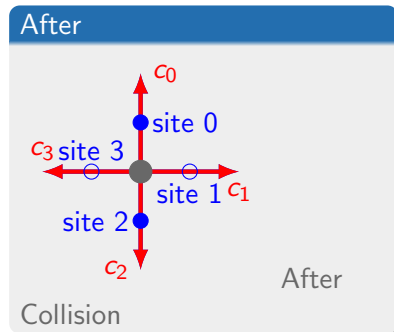 After
c0
site 0
c3 site 3
site 1 c1
site 2
c2
After
Collision